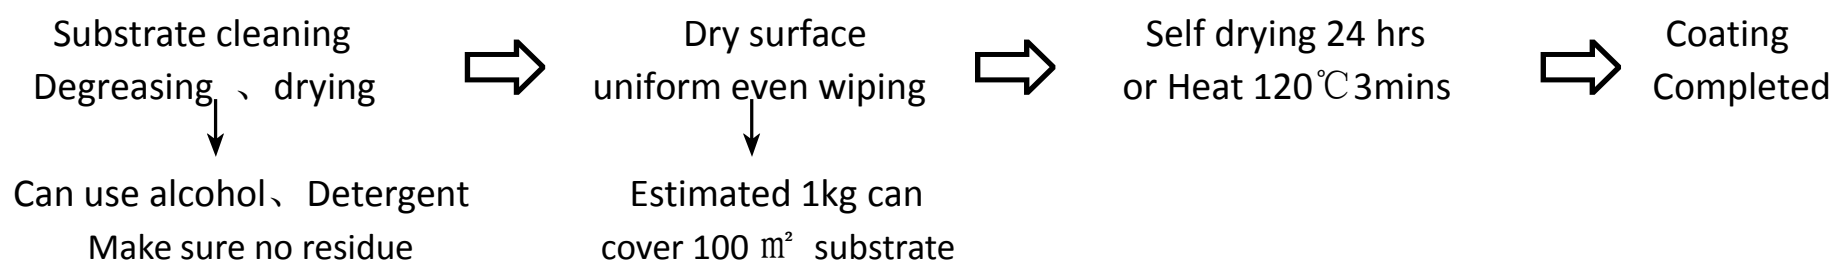 Substrate cleaning
Degreasing 、drying
Can use alcohol、Detergent
Make sure no residue
Dry surface
uniform even wiping
Estimated 1kg can
cover 100 ㎡ substrate
Self drying 24 hrs
or Heat 120℃3mins
Coating
Completed